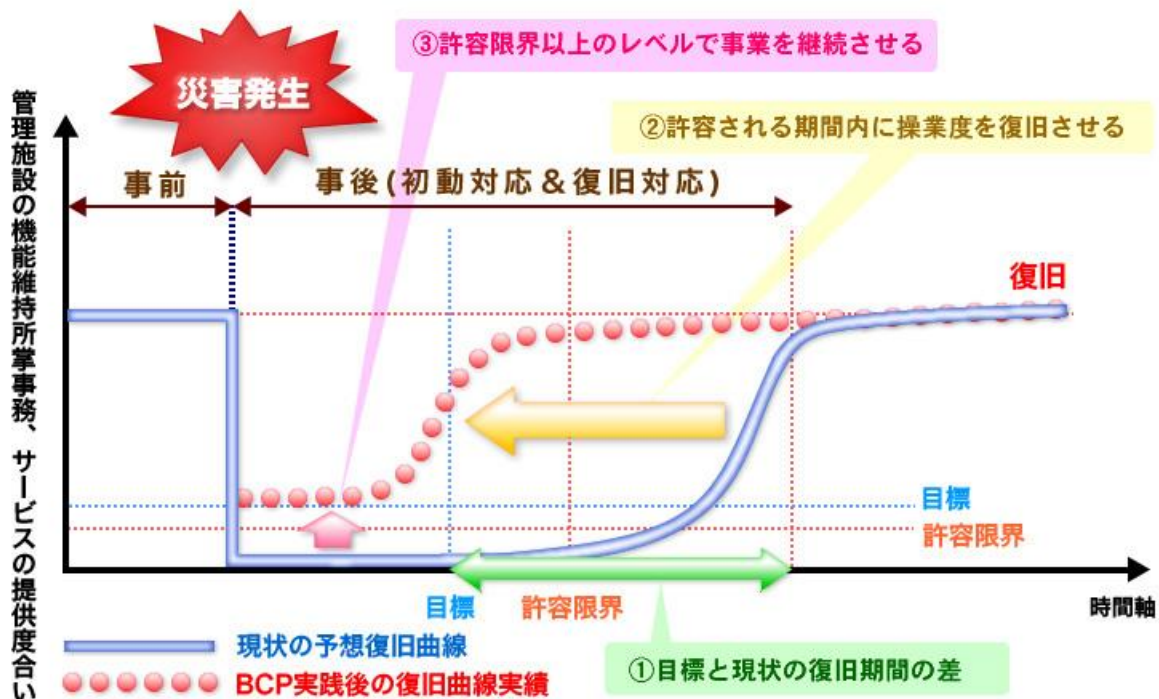 ③許容限界以上のレベルで事業を継続させる
災害発生
②許容される期間内に操業度を復旧させる
管理施設の機能維持所掌事務、サービスの提供度合い
事前
事後(初動対応&復旧対応)
復旧
目標
許容限界
目標
許容限界
時間軸
現状の予想復旧曲線
①目標と現状の復旧期間の差
BCP実践後の復旧曲線実績